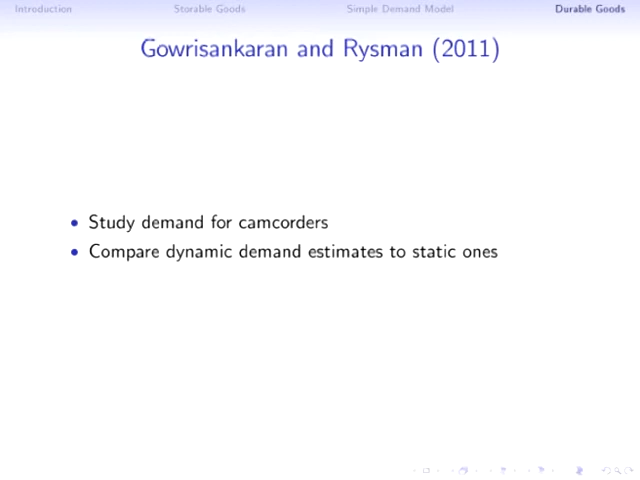 Introduction Storable Goods Simple Demand Model Durable Goods
Gowrisankaran and Rysman (2011)
• Study demand for camcorders
• Compare dynamic demand estimates to static ones